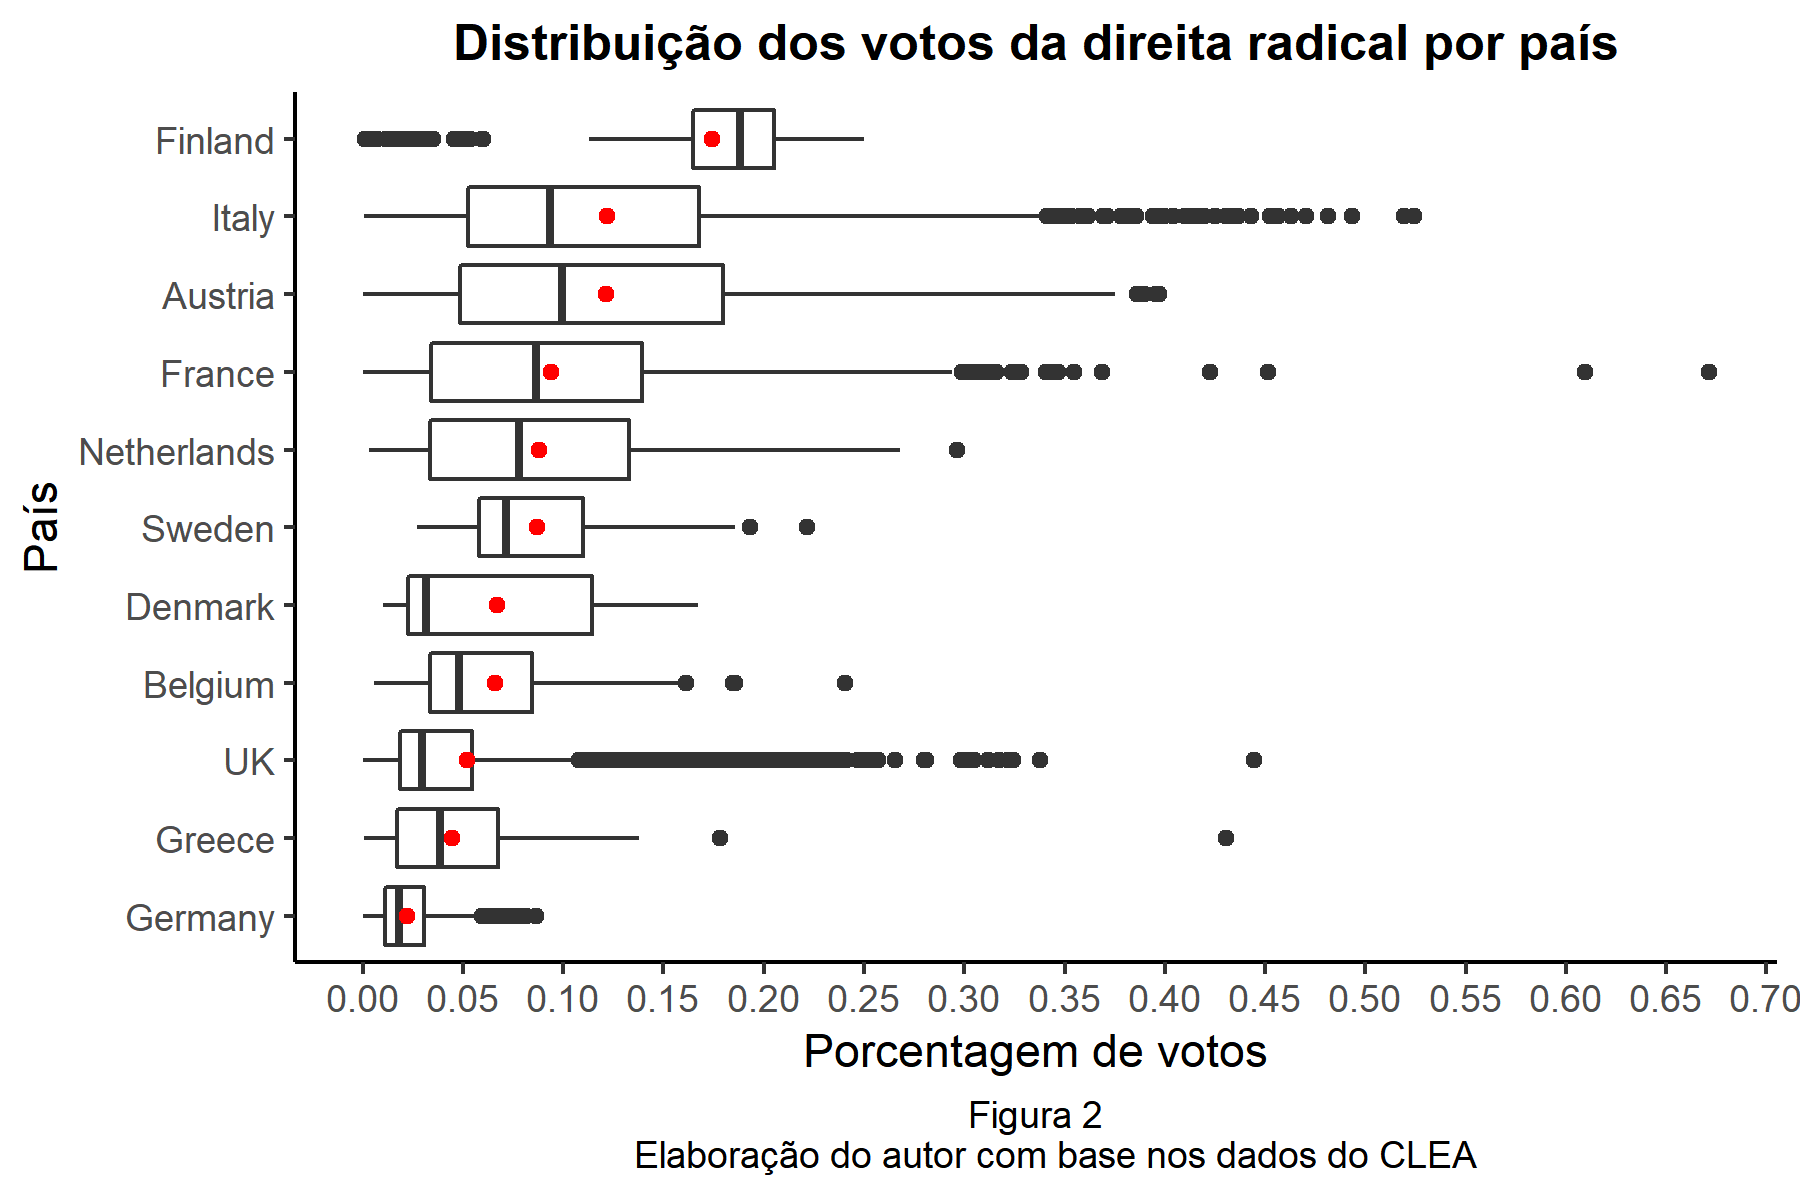 Distribuição dos votos da direita radical por país
País
Finland
Italy
Austria
France
Netherlands
Sweden
Denmark
Belgium
UK
Greece
Germany
0.00 0.05 0.10 0.15 0.20 0.25 0.30 0.35 0.40 0.45 0.50 0.55 0.60 0.65 0.70
Porcentagem de votos
Figura 2
Elaboração do autor com base nos dados do CLEA